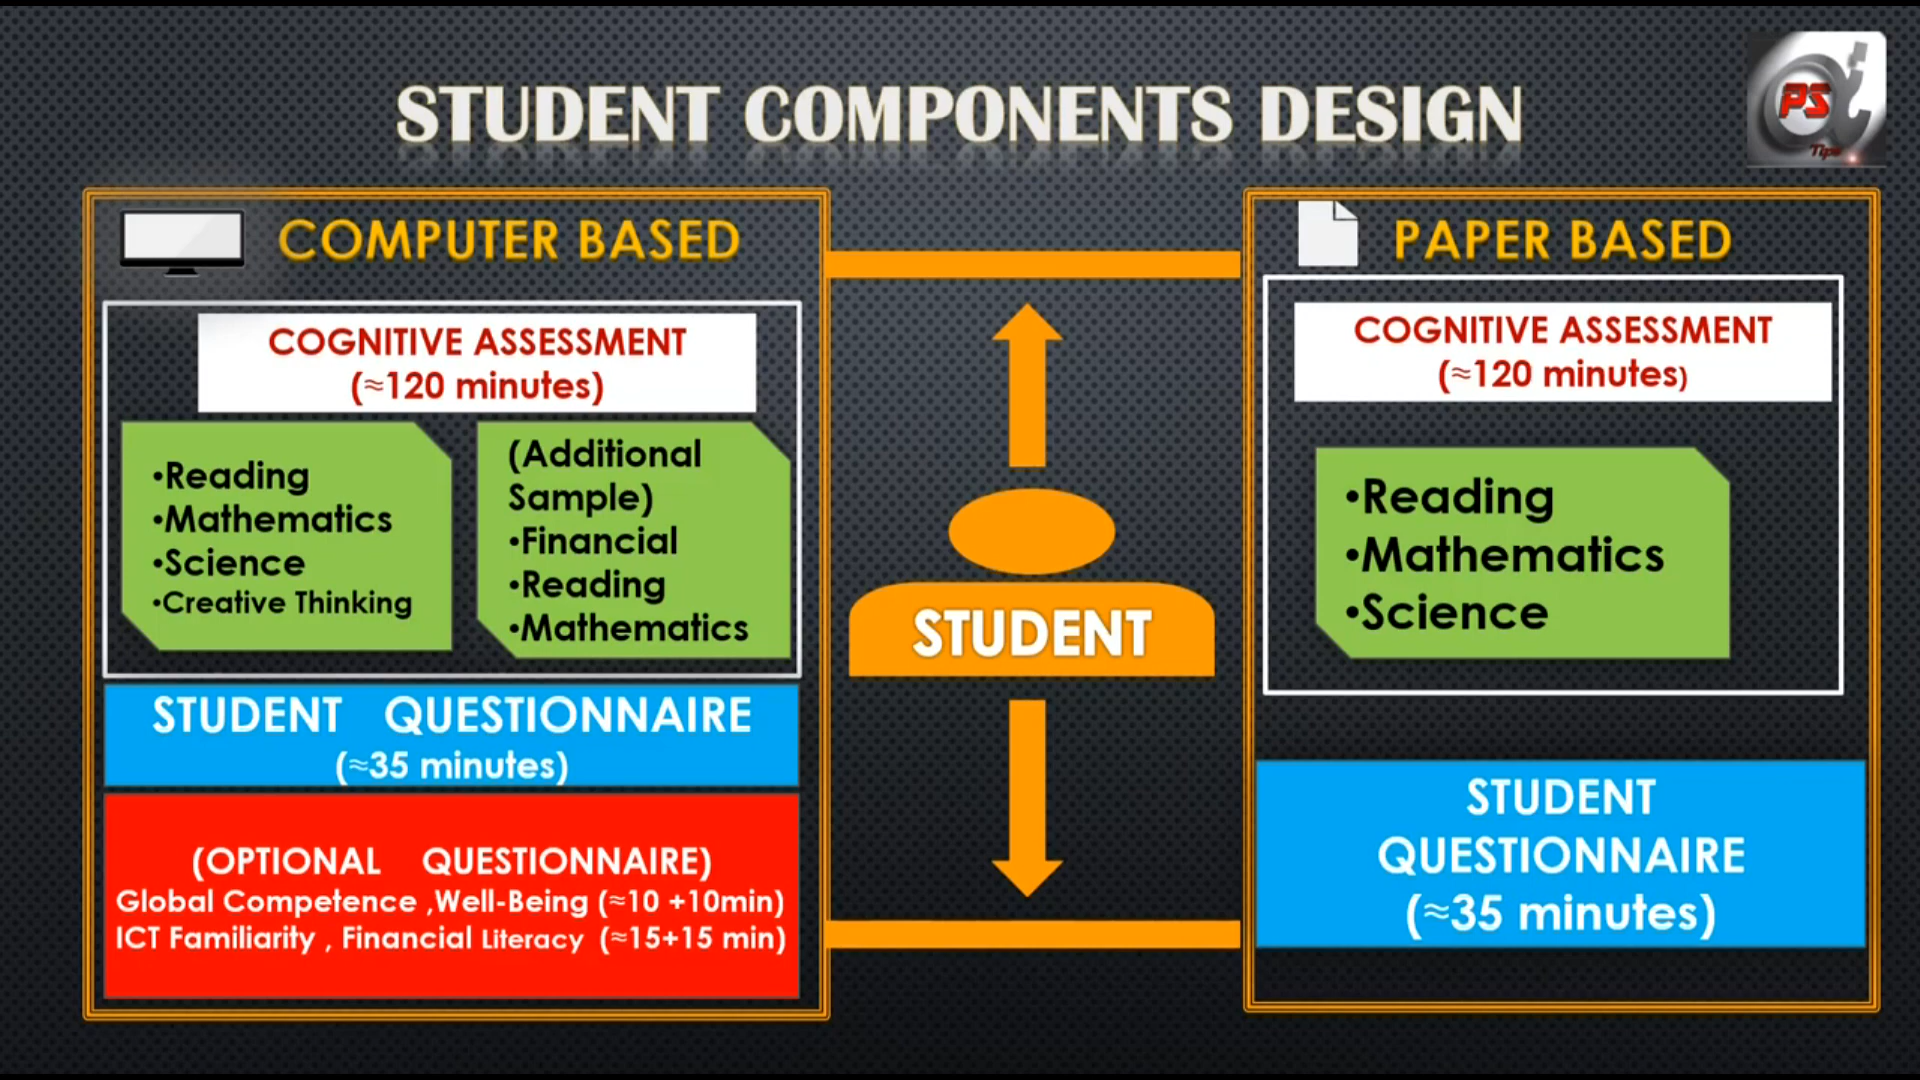 STUDENT COMPONENTS DESIGN
PS
Tips
COMPUTER BASED
COGNITIVE ASSESSMENT
(≈120 minutes)
•Reading
•Mathematics
•Science
•Creative Thinking
(Additional
Sample)
•Financial
•Reading
•Mathematics
STUDENT QUESTIONNAIRE
(≈35 minutes)
(OPTIONAL QUESTIONNAIRE)
Global Competence ,Well-Being (≈10 +10min)
ICT Familiarity , Financial Literacy (≈15+15 min)
STUDENT
PAPER BASED
COGNITIVE ASSESSMENT
(≈120 minutes)
•Reading
•Mathematics
•Science
STUDENT
QUESTIONNAIRE
(≈35 minutes)